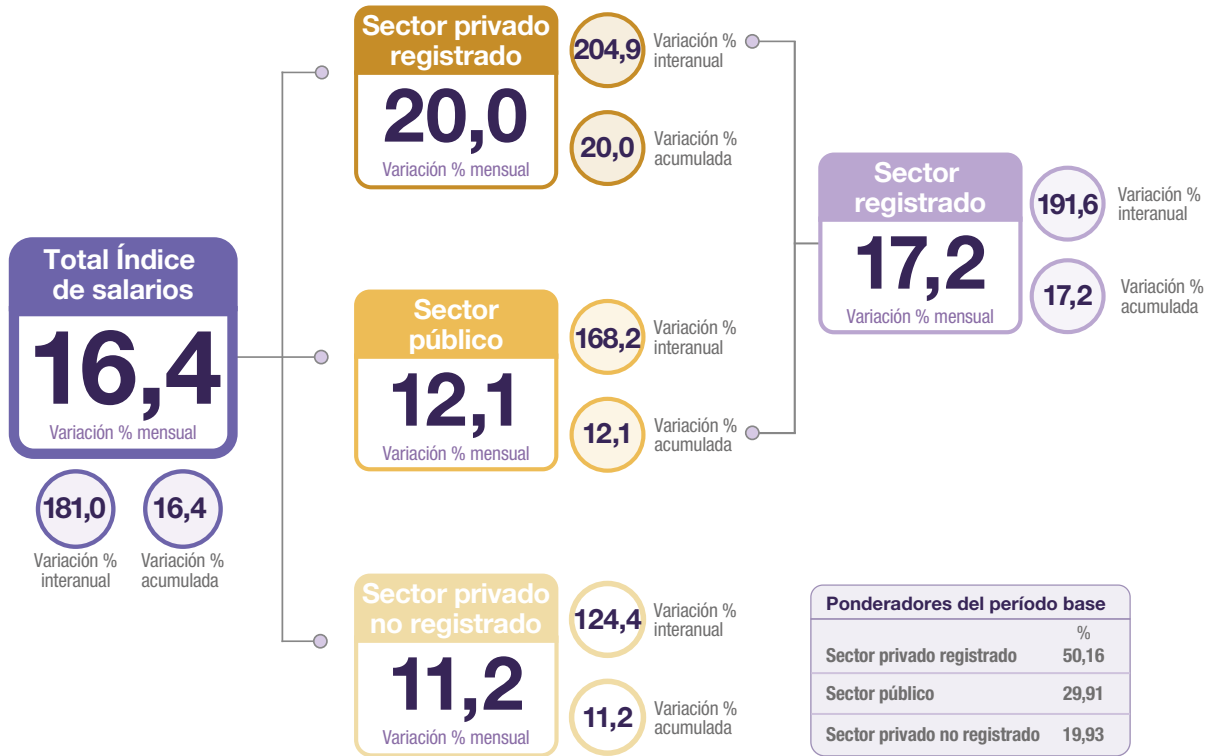 Total Índice
de salarios
16,4
Variación % mensual
181,0
Variación %
interanual
16,4
Variación %
acumulada
Sector privado
registrado
20,0
Variación % mensual
204,9
Variación %
interanual
20,0
Variación %
acumulada
Sector
público
12,1
Variación % mensual
168,2
Variación %
interanual
12,1
Variación %
acumulada
Sector privado
no registrado
11,2
Variación % mensual
124,4
Variación %
interanual
11,2
Variación %
acumulada
Sector
registrado
17,2
Variación % mensual
191,6
Variación %
interanual
17,2
Variación %
acumulada
Ponderadores del período base
%
Sector privado registrado 50,16
Sector público 29,91
Sector privado no registrado 19,93